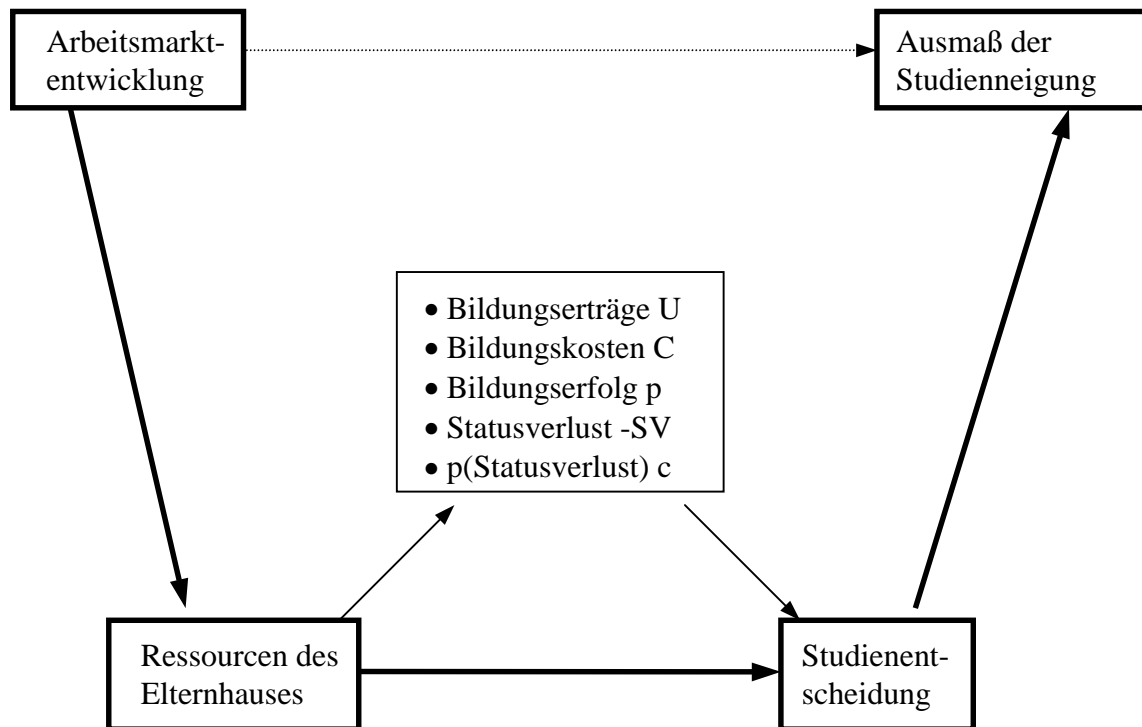 Arbeitsmarkt-
entwicklung
Ausmaß der
Studienneigung
• Bildungserträge U
• Bildungskosten C
• Bildungserfolg p
• Statusverlust -SV
• p(Statusverlust) c
Ressourcen des
Elternhauses
Studienent-
scheidung